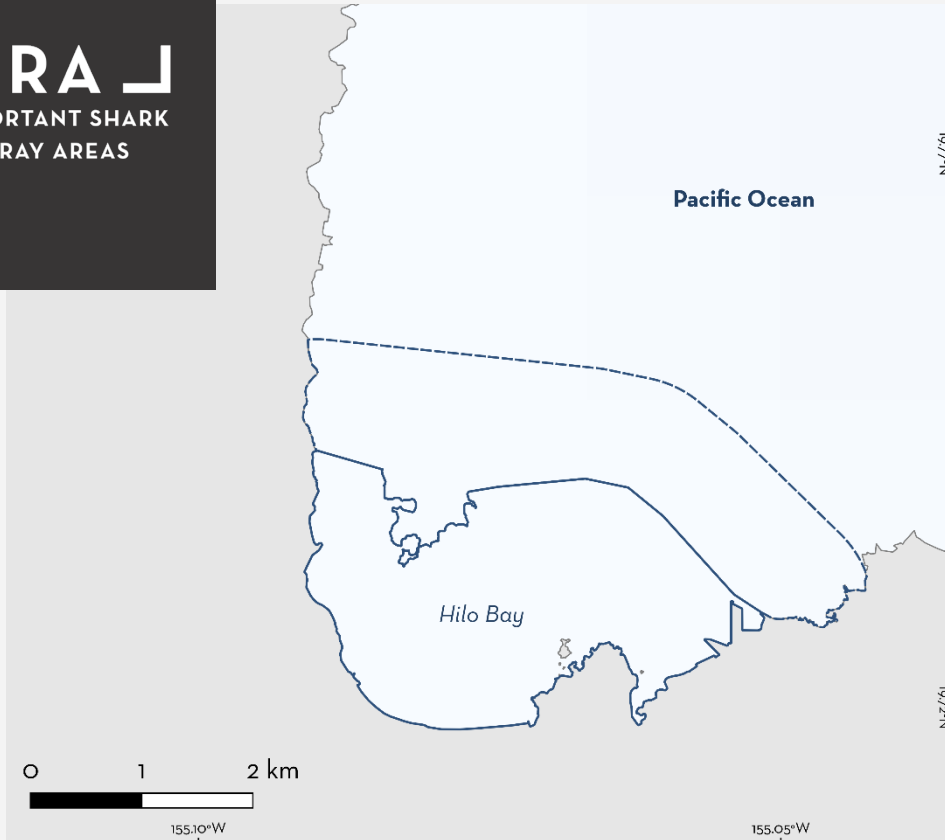 RA
ORTANT SHARK
RAY AREAS
Pacific Ocean
Hilo Bay
0 1 2 km
155.10°W 155.05°W